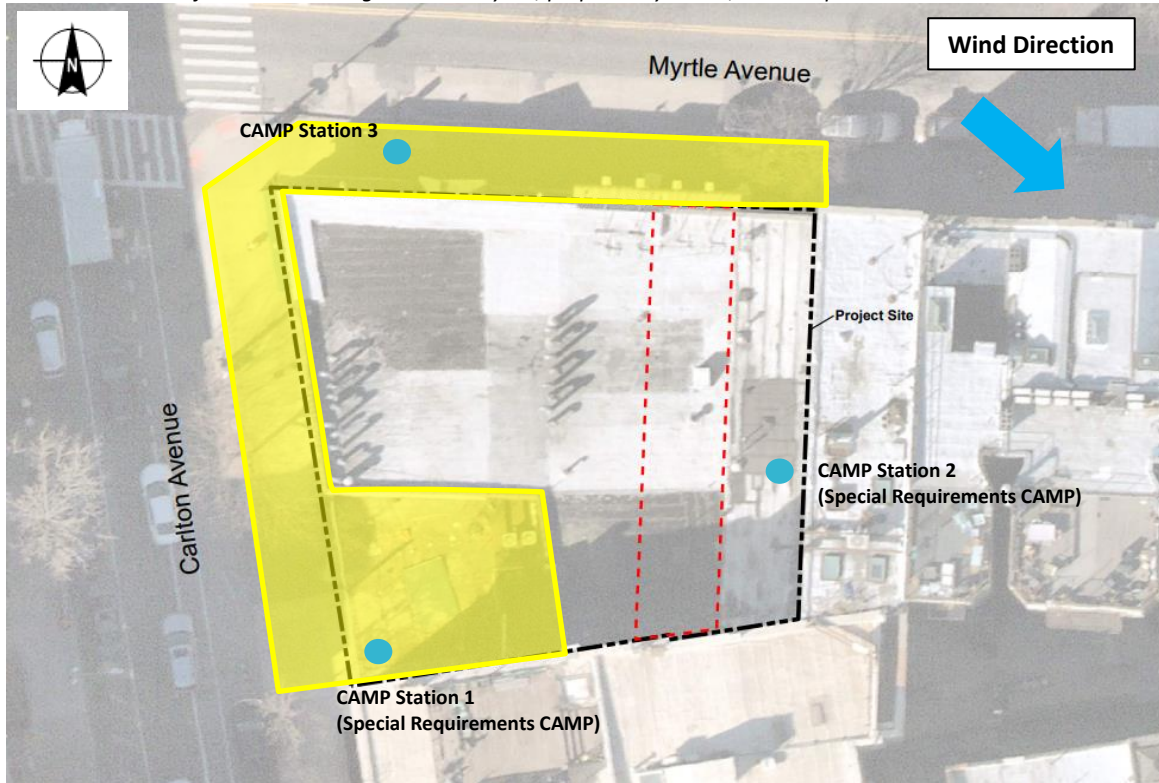 Wind Direction
Myrtle Avenue
N
CAMP Station 3
Project Site
Carlton Avenue
CAMP Station 2
(Special Requirements CAMP)
CAMP Station 1
(Special Requirements CAMP)